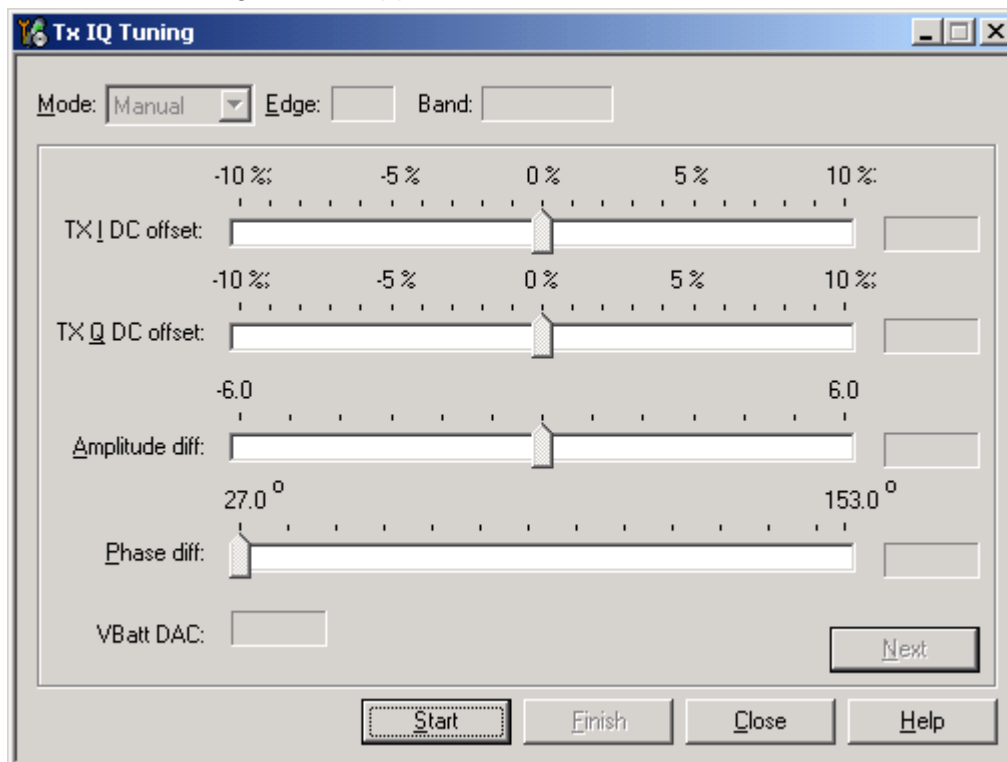 Tx IQ Tuning
Mode: Manual Edge: Band:
-10 %; -5 % 0 % 5 % 10 %:
TX I DC offset:
-10 %; -5 % 0 % 5 % 10 %;
TX Q DC offset:
-6.0 6.0
Amplitude diff:
27.0 o 153.0 o
Phase diff:
VBatt DAC:
Next
Start Finish Close Help